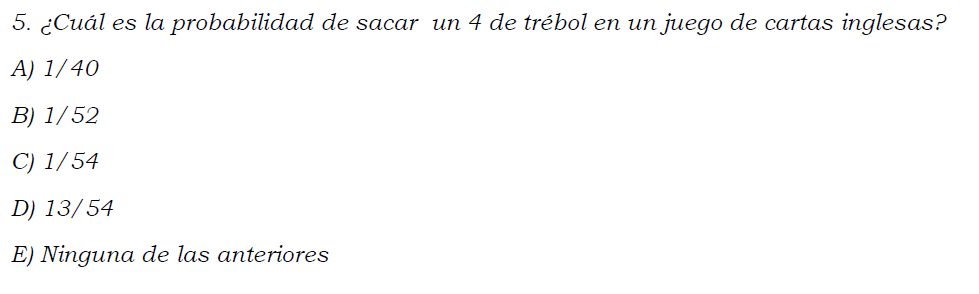 5. ¿Cuál es la probabilidad de sacar un 4 de trébol en un juego de cartas inglesas?
A) 1/40
B) 1/52
C) 1/54
D) 13/54
E) Ninguna de las anteriores